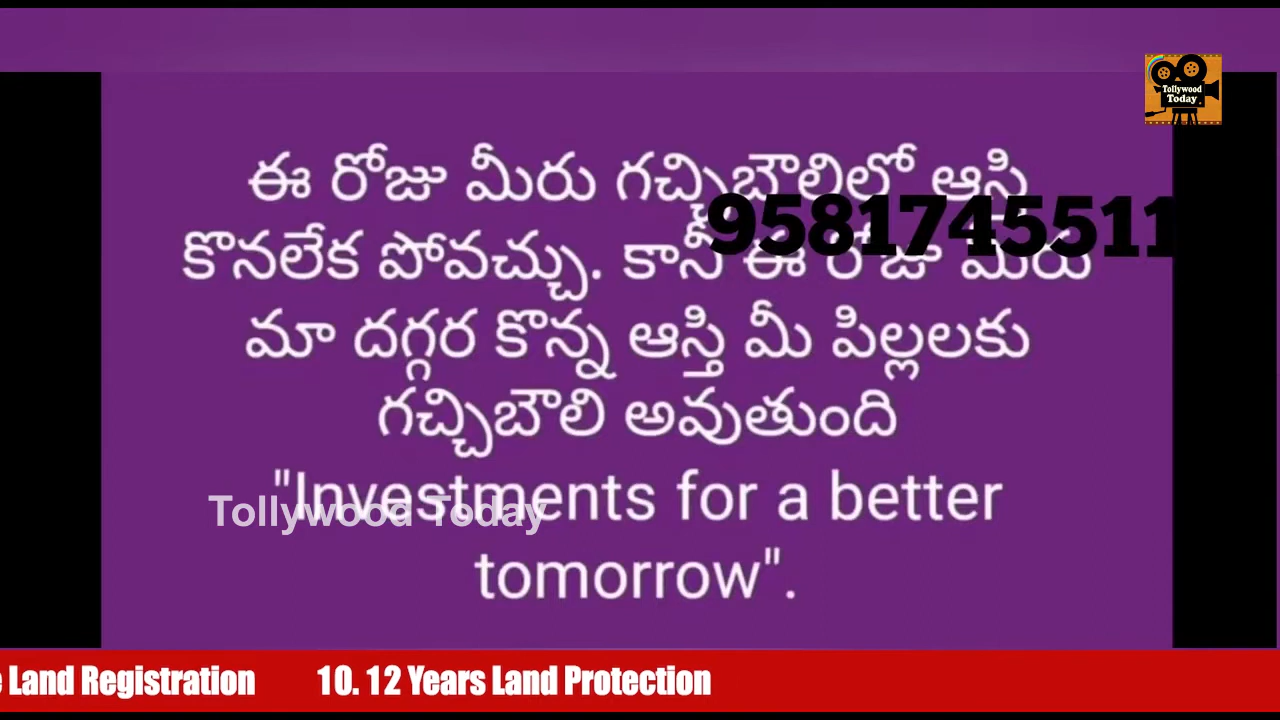 Tollywood
Today
ఈ రోజు మీరు గచ్చిబౌలిలో ఆస్తి
9581745511
కొనలేక పోవచ్చు. కానీ ఈ రోజు మీరు
మా దగ్గర కొన్న ఆస్తి మీ పిల్లలకు
గచ్చిబౌలి అవుతుంది
"Investments for a better
Tollywood Today
tomorrow".
Land Registration 10. 12 Years Land Protection